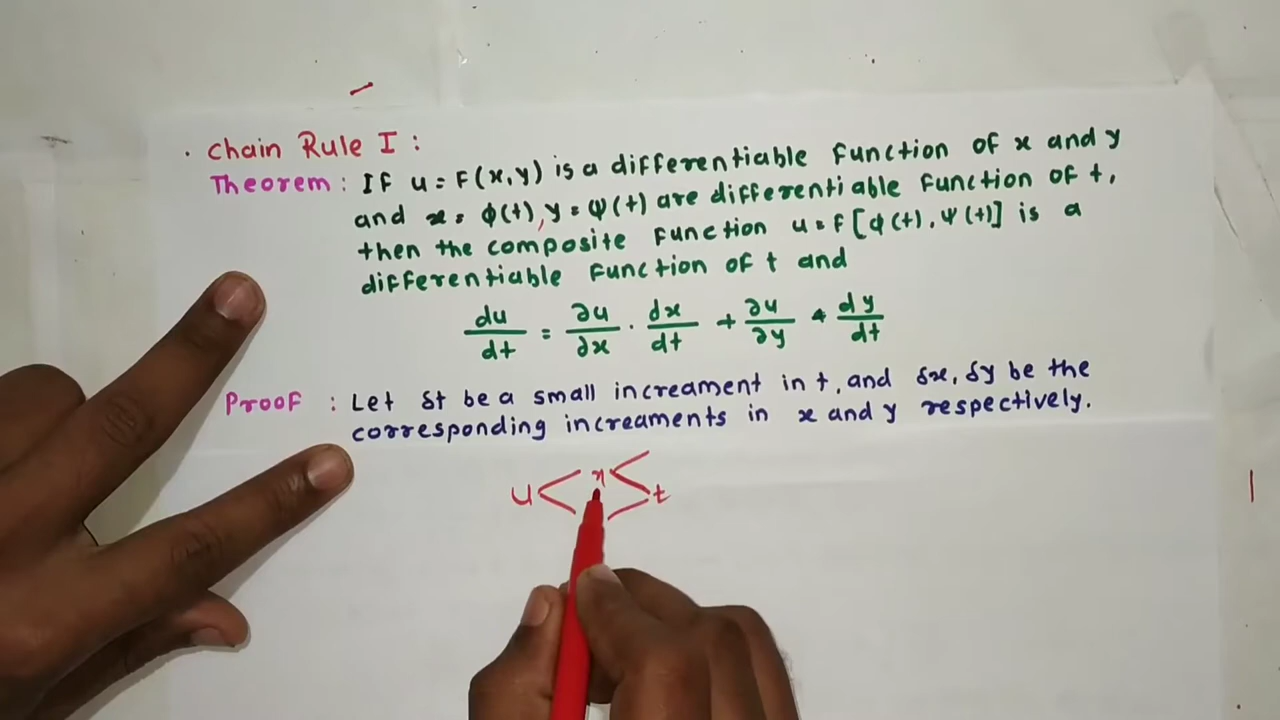 Chain Rule I :
Theorem : If u = F(x,y) is a differentiable function of x and y
and x = φ(t), y = ψ(t) are differentiable function of t,
then the composite function u = F[φ(t), ψ(t)] is a
differentiable function of t and
du/dt = ∂u/∂x · dx/dt + ∂u/∂y · dy/dt
Proof : Let δt be a small increament in t, and δx, δy be the
corresponding increaments in x and y respectively.
u < x < t